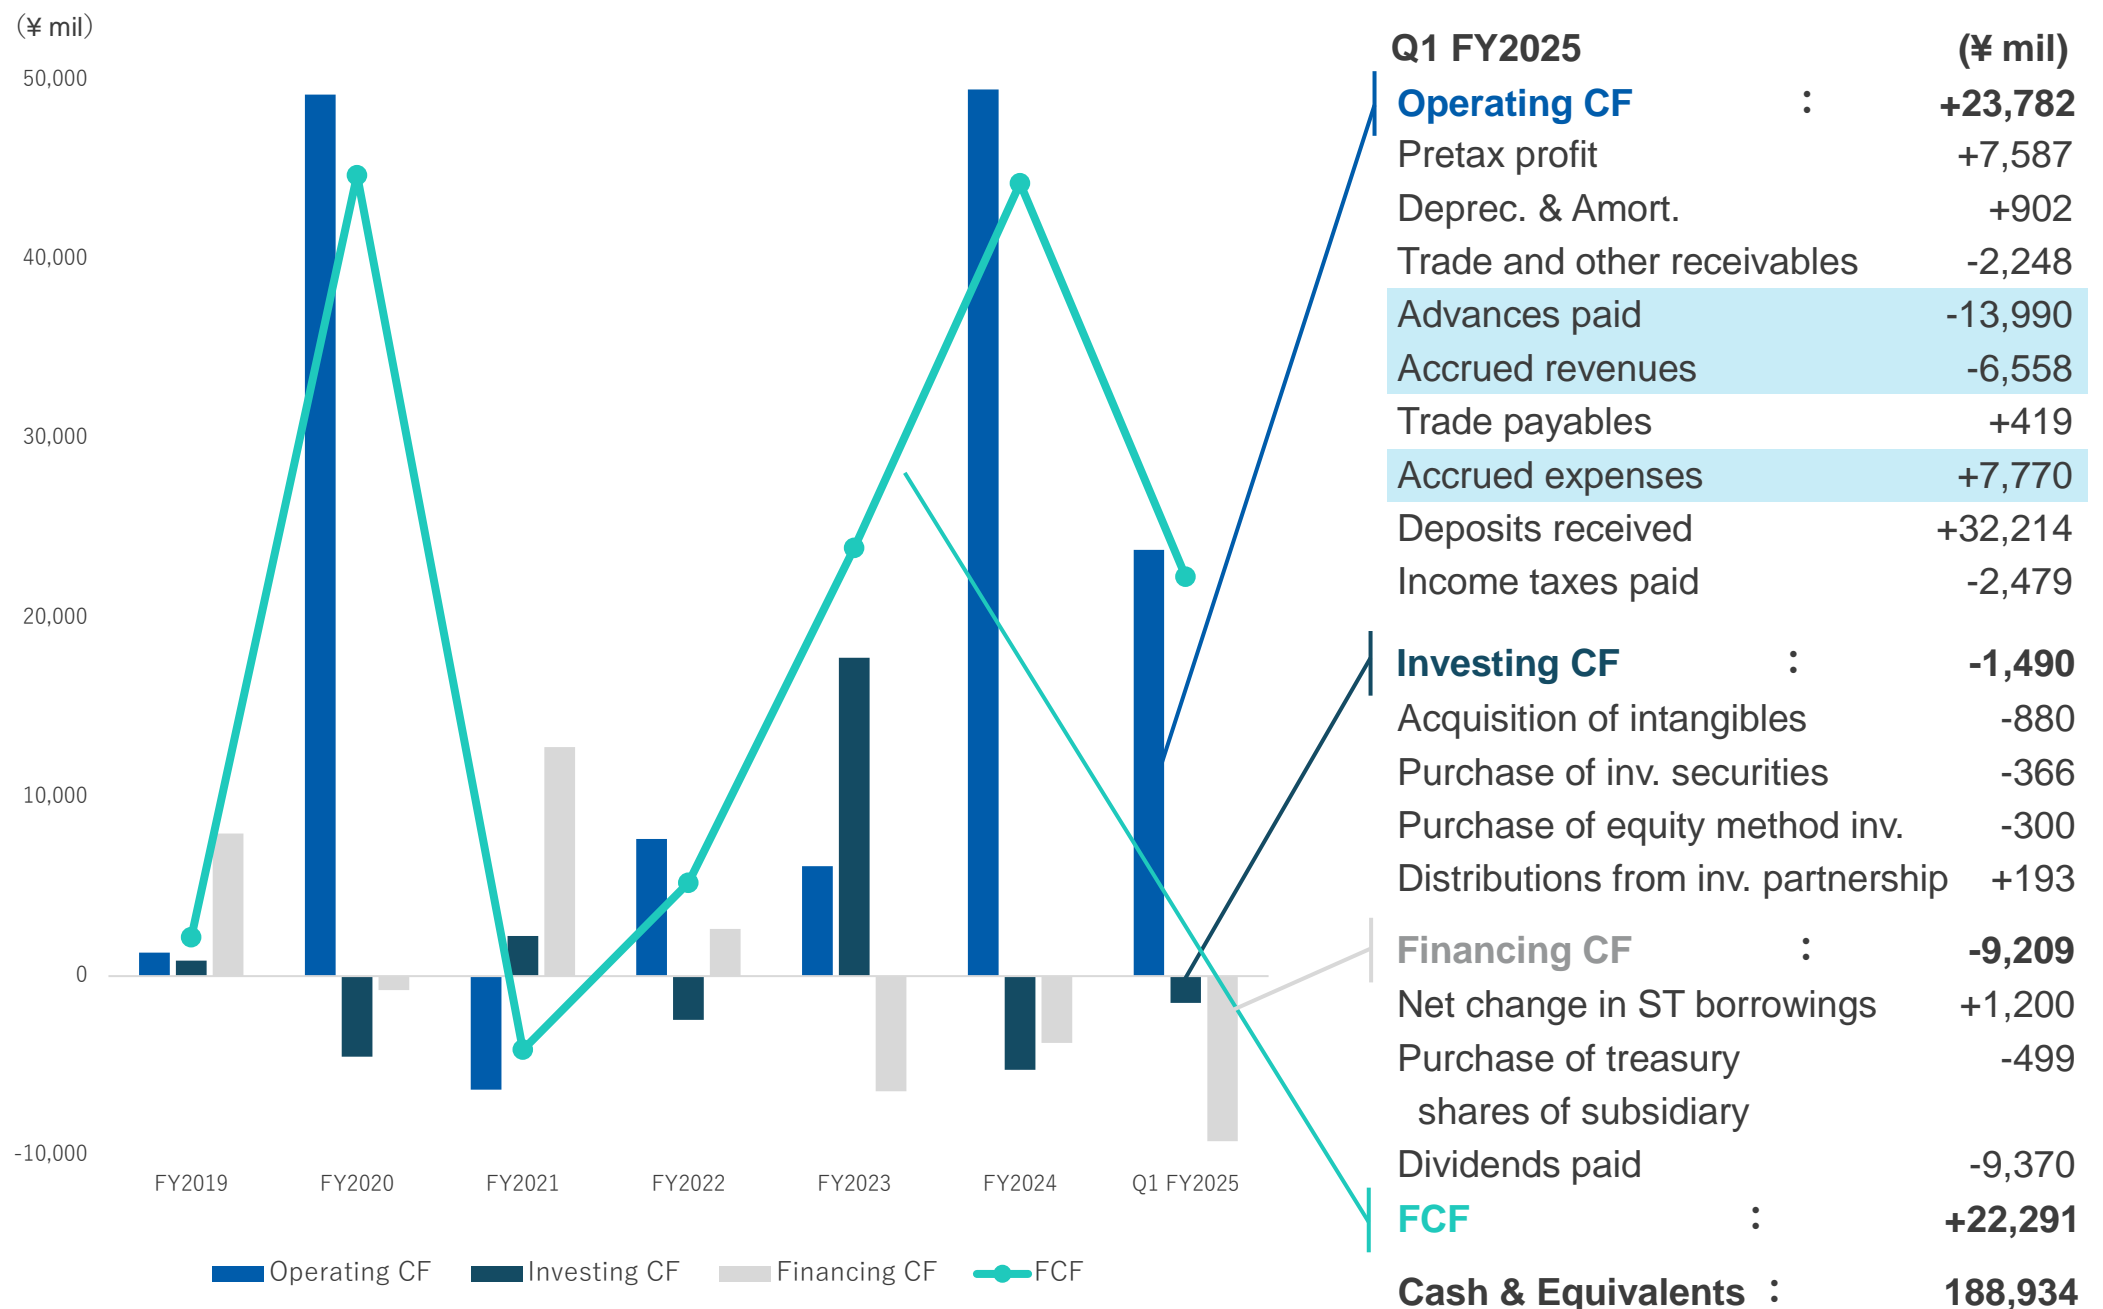 (¥ mil)
50,000
40,000
30,000
20,000
10,000
0
-10,000
FY2019 FY2020 FY2021 FY2022 FY2023 FY2024 Q1 FY2025
Operating CF Investing CF Financing CF FCF
Q1 FY2025 (¥ mil)
Operating CF : +23,782
Pretax profit +7,587
Deprec. & Amort. +902
Trade and other receivables -2,248
Advances paid -13,990
Accrued revenues -6,558
Trade payables +419
Accrued expenses +7,770
Deposits received +32,214
Income taxes paid -2,479
Investing CF : -1,490
Acquisition of intangibles -880
Purchase of inv. securities -366
Purchase of equity method inv. -300
Distributions from inv. partnership +193
Financing CF : -9,209
Net change in ST borrowings +1,200
Purchase of treasury -499
shares of subsidiary
Dividends paid -9,370
FCF : +22,291
Cash & Equivalents : 188,934